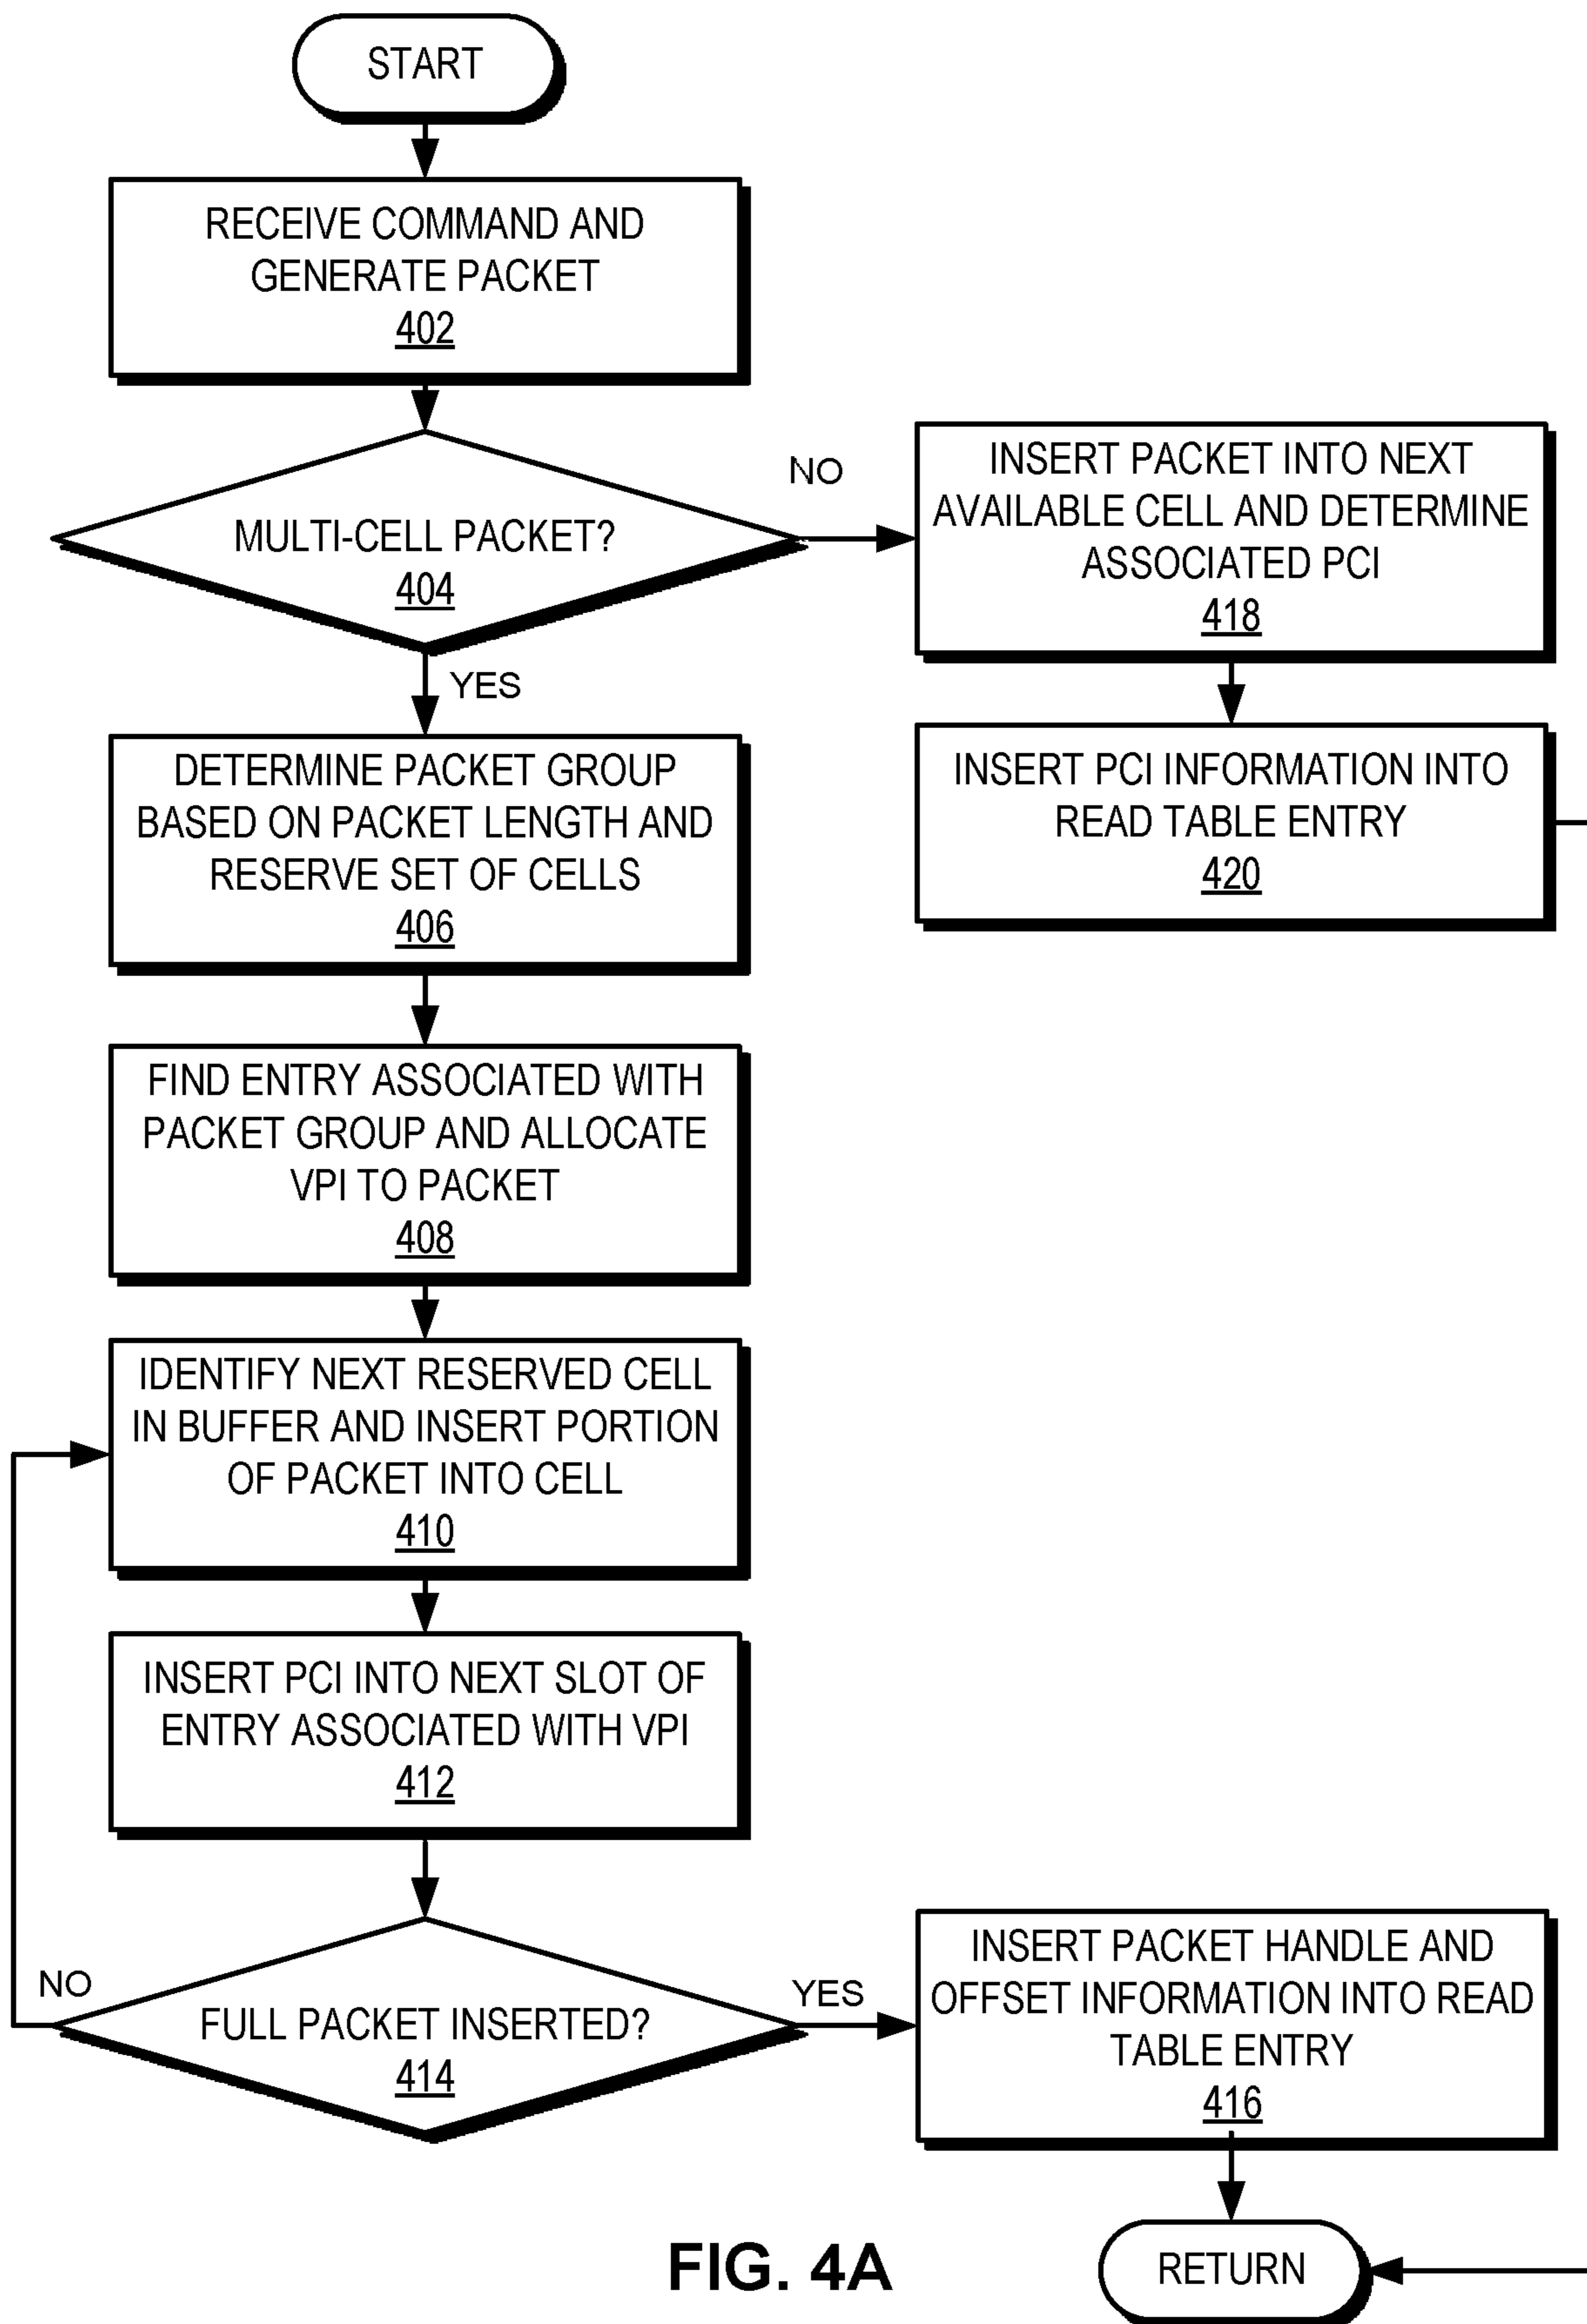 START
RECEIVE COMMAND AND
GENERATE PACKET
402
MULTI-CELL PACKET?
404
NO
YES
INSERT PACKET INTO NEXT
AVAILABLE CELL AND DETERMINE
ASSOCIATED PCI
418
INSERT PCI INFORMATION INTO
READ TABLE ENTRY
420
DETERMINE PACKET GROUP
BASED ON PACKET LENGTH AND
RESERVE SET OF CELLS
406
FIND ENTRY ASSOCIATED WITH
PACKET GROUP AND ALLOCATE
VPI TO PACKET
408
IDENTIFY NEXT RESERVED CELL
IN BUFFER AND INSERT PORTION
OF PACKET INTO CELL
410
INSERT PCI INTO NEXT SLOT OF
ENTRY ASSOCIATED WITH VPI
412
FULL PACKET INSERTED?
414
NO
YES
INSERT PACKET HANDLE AND
OFFSET INFORMATION INTO READ
TABLE ENTRY
416
RETURN
FIG. 4A